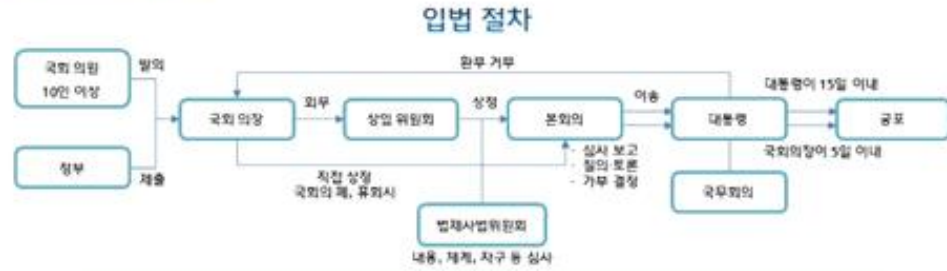 입법 절차
국회 의원
10인 이상
발의
정부
제출
국회 의장
회부
상임 위원회
상정
본회의
이송
대통령
대통령이 15일 이내
공포
국회의장이 5일 이내
환부 거부
직접 상정
국회의 폐, 휴회시
- 심사 보고
- 질의·토론
- 가부 결정
국무회의
법제사법위원회
내용, 체계, 자구 등 심사